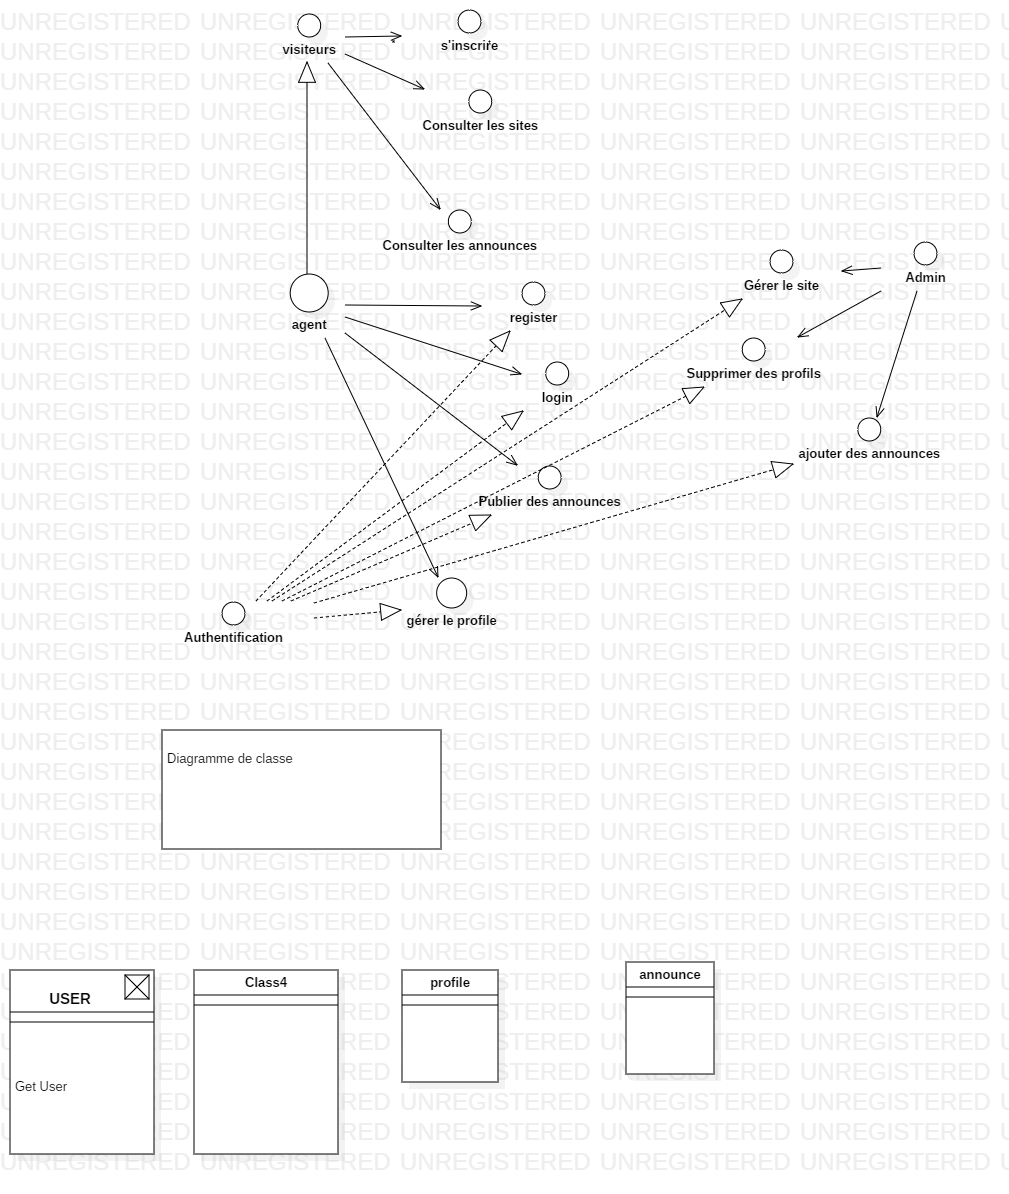 visiteurs
s'inscrire
Consulter les sites
Consulter les announces
Gérer le site
Admin
agent
register
Supprimer des profils
login
ajouter des announces
Publier des announces
Authentification
gérer le profile
Diagramme de classe
USER
Class4
profile
announce
Get User
UNREGISTERED